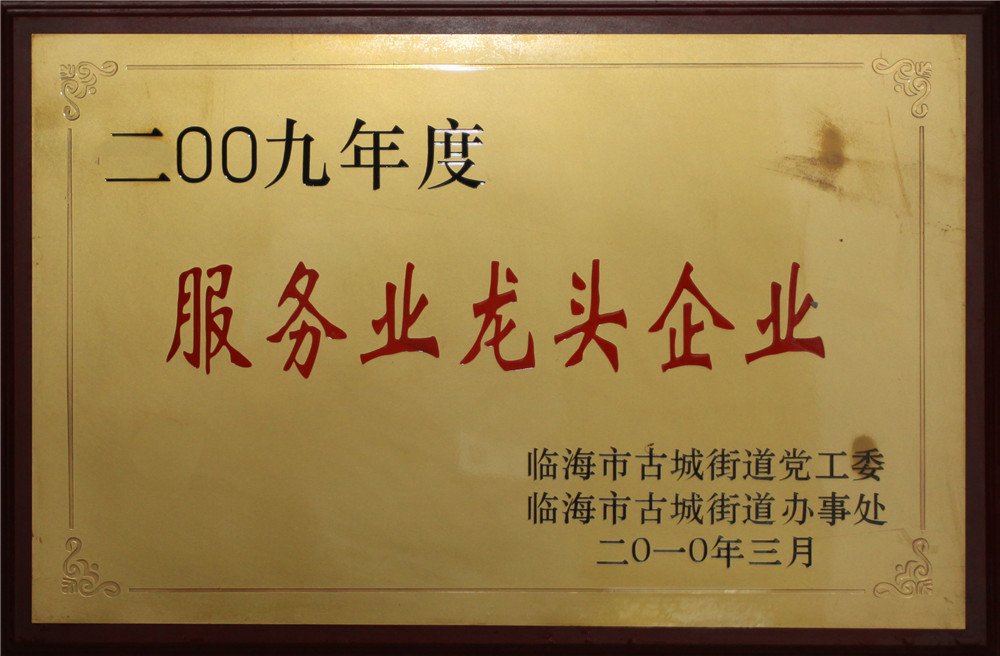 二00九年度
服务业龙头企业
临海市古城街道党工委
临海市古城街道办事处
二0一0年三月